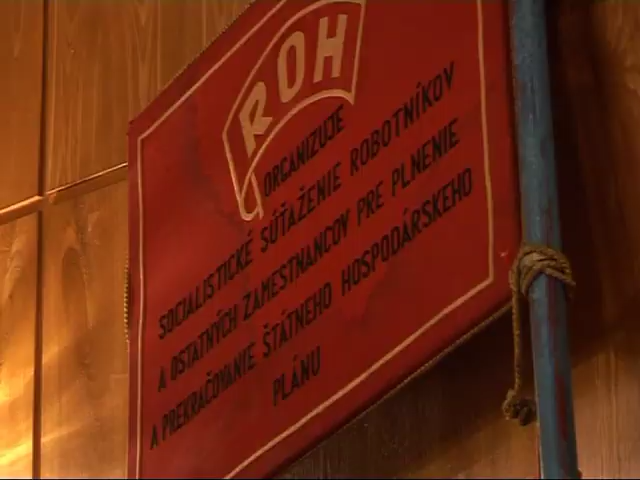 ROH
ORGANIZUJE
SOCIALISTICKÉ SÚŤAŽENIE ROBOTNÍKOV
A OSTATNÝCH ZAMESTNANCOV PRE PLNENIE
A PREKRAČOVANIE ŠTÁTNEHO HOSPODÁRSKEHO
PLÁNU